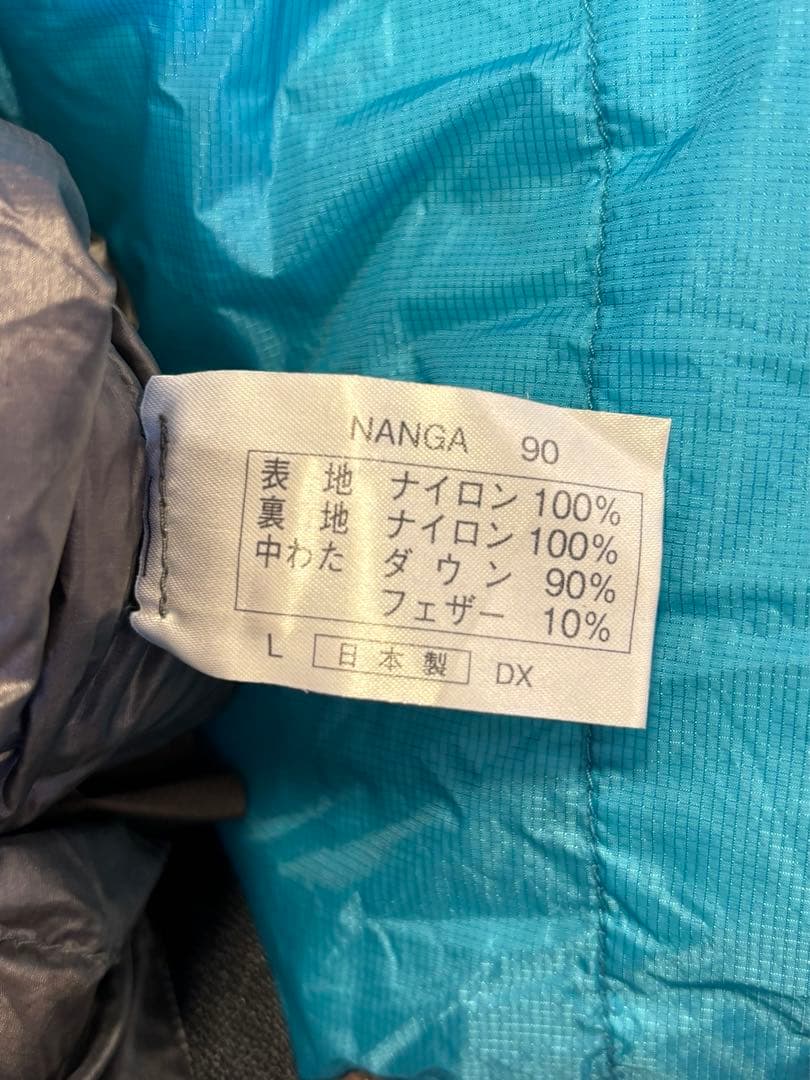 NANGA 90
表地 ナイロン 100%
裏地 ナイロン 100%
中わた ダウン 90%
フェザー 10%
L 日本製 DX